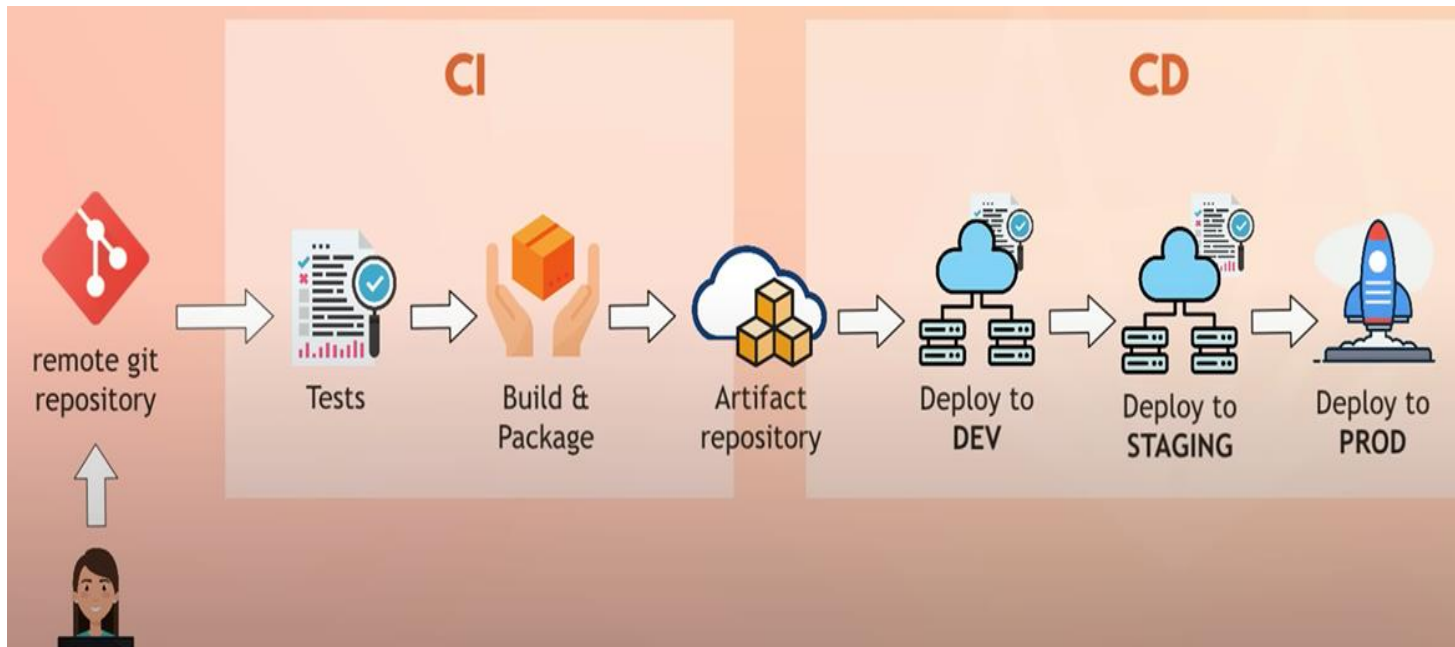 CI
CD
remote git
repository
Tests
Build &
Package
Artifact
repository
Deploy to
DEV
Deploy to
STAGING
Deploy to
PROD